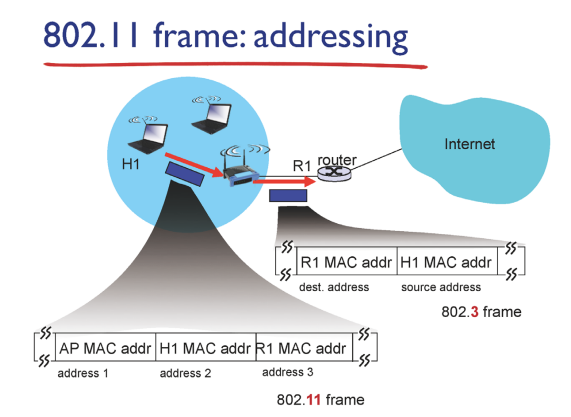 802.11 frame: addressing
Internet
R1 router
H1
R1 MAC addr H1 MAC addr
dest. address source address
802.3 frame
AP MAC addr H1 MAC addr R1 MAC addr
address 1 address 2 address 3
802.11 frame